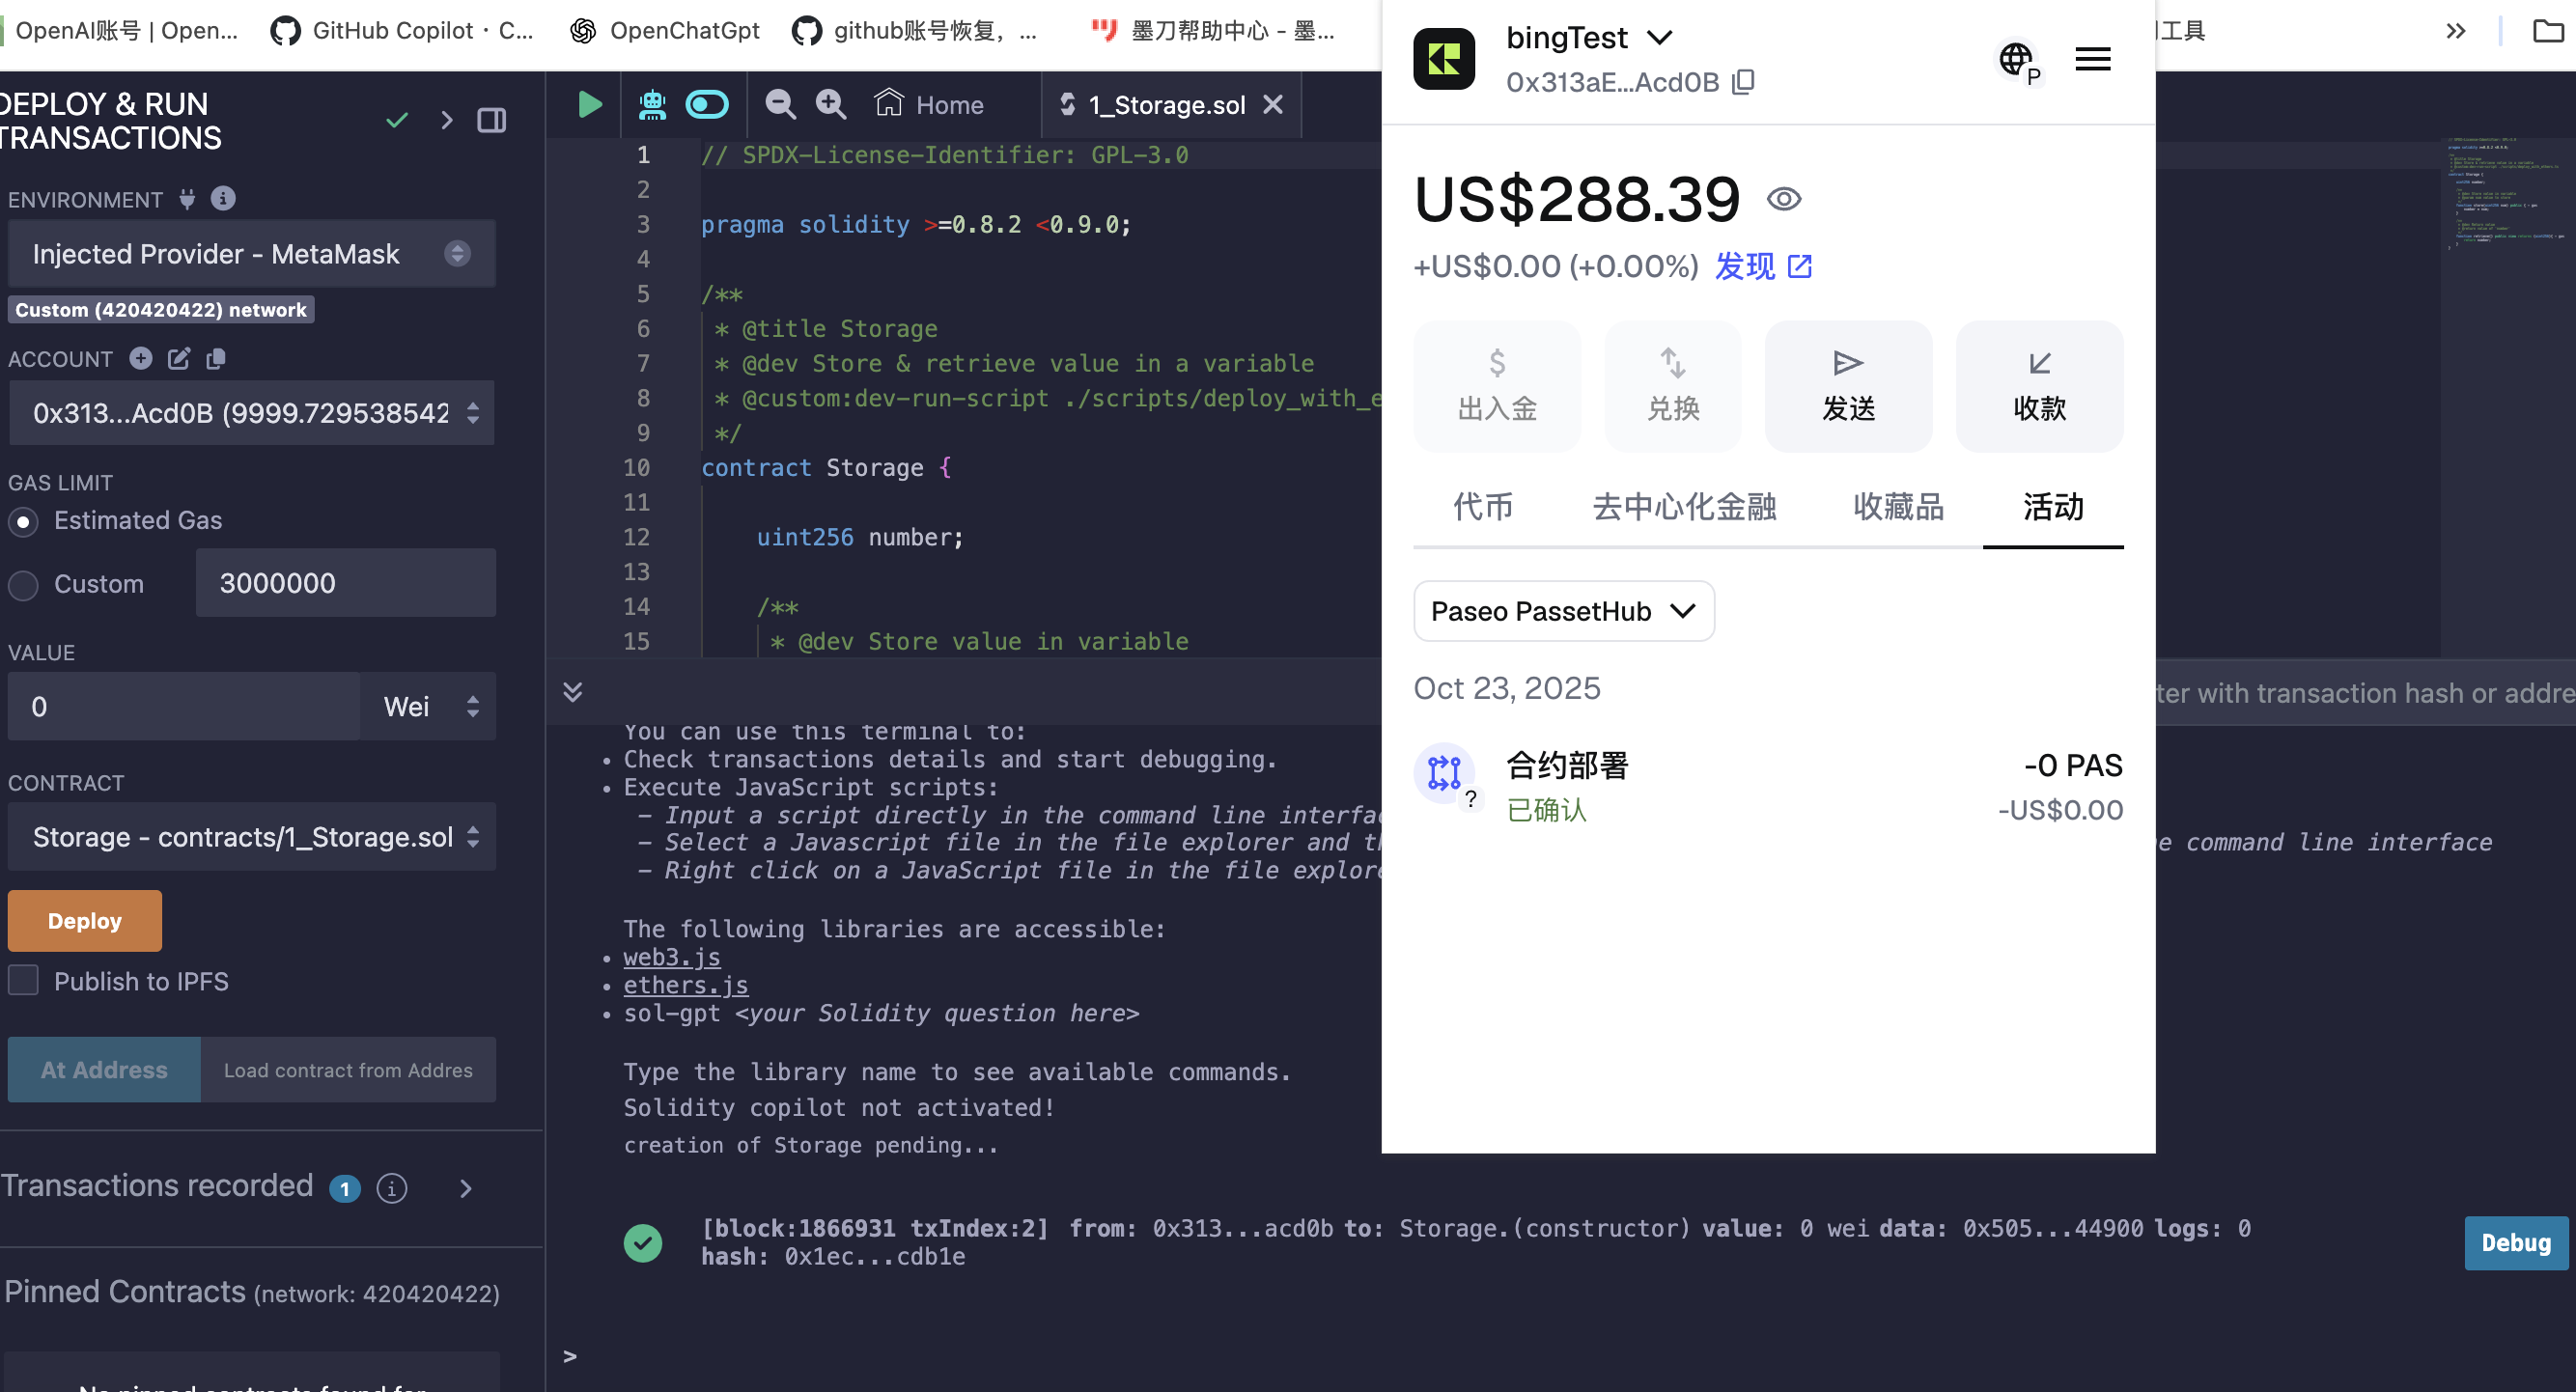 OpenAI账号 | Open...
GitHub Copilot · C...
OpenChatGpt
github账号恢复，...
墨刀帮助中心 - 墨...
工具
DEPLOY & RUN
TRANSACTIONS
ENVIRONMENT
Injected Provider - MetaMask
Custom (420420422) network
ACCOUNT
0x313...Acd0B (9999.729538542
GAS LIMIT
Estimated Gas
Custom
3000000
VALUE
0
Wei
CONTRACT
Storage - contracts/1_Storage.sol
Deploy
Publish to IPFS
At Address
Load contract from Addres
Transactions recorded 1
Pinned Contracts (network: 420420422)
Home
1_Storage.sol
1 // SPDX-License-Identifier: GPL-3.0
2
3 pragma solidity >=0.8.2 <0.9.0;
4
5 /**
6 * @title Storage
7 * @dev Store & retrieve value in a variable
8 * @custom:dev-run-script ./scripts/deploy_with_e
9 */
10 contract Storage {
11
12 uint256 number;
13
14 /**
15 * @dev Store value in variable
ter with transaction hash or addre
You can use this terminal to:
• Check transactions details and start debugging.
• Execute JavaScript scripts:
– Input a script directly in the command line interfac
– Select a Javascript file in the file explorer and th
e command line interface
– Right click on a JavaScript file in the file explore
The following libraries are accessible:
• web3.js
• ethers.js
• sol-gpt <your Solidity question here>
Type the library name to see available commands.
Solidity copilot not activated!
creation of Storage pending...
[block:1866931 txIndex:2] from: 0x313...acd0b to: Storage.(constructor) value: 0 wei data: 0x505...44900 logs: 0
hash: 0x1ec...cdb1e
Debug
>
bingTest
0x313aE...Acd0B
P
US$288.39
+US$0.00 (+0.00%) 发现
出入金
兑换
发送
收款
代币
去中心化金融
收藏品
活动
Paseo PassetHub
Oct 23, 2025
合约部署
-0 PAS
?
已确认
-US$0.00